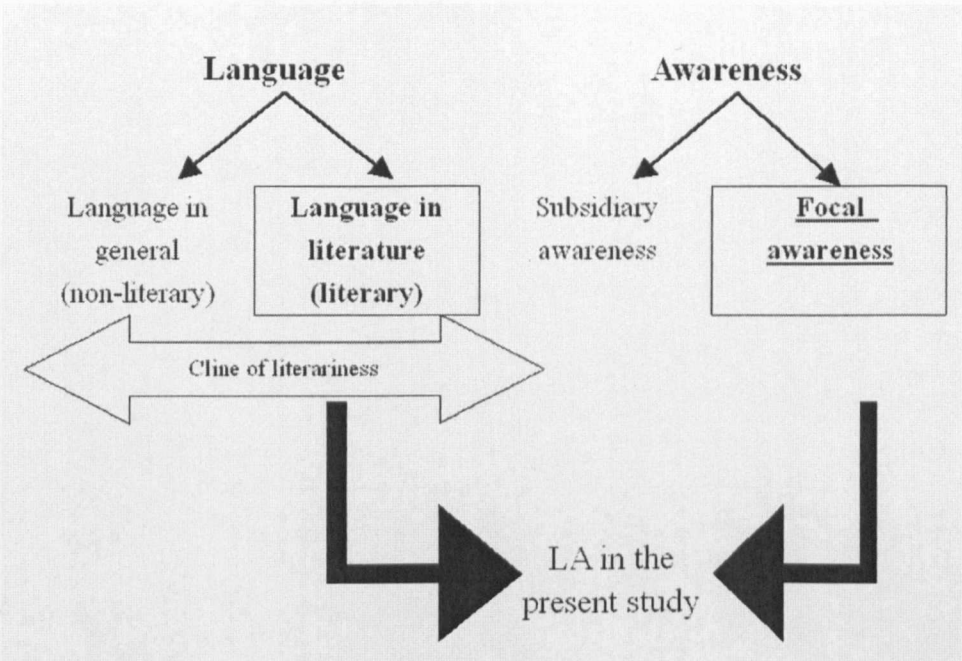 Language
Awareness
Language in
general
(non-literary)
Language in
literature
(literary)
Subsidiary
awareness
Focal
awareness
Cline of literariness
LA in the
present study